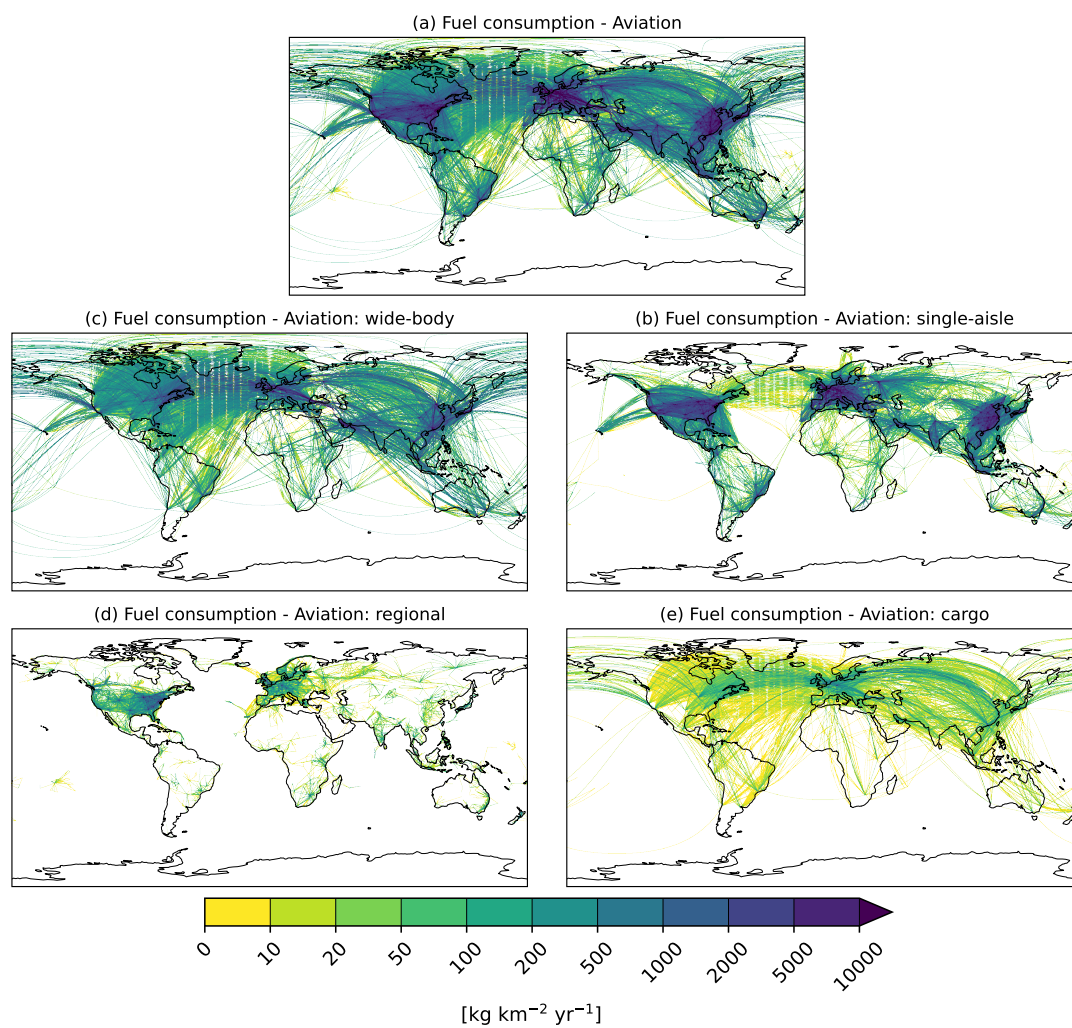 (a) Fuel consumption - Aviation
(c) Fuel consumption - Aviation: wide-body
(b) Fuel consumption - Aviation: single-aisle
(d) Fuel consumption - Aviation: regional
(e) Fuel consumption - Aviation: cargo
0 10 20 50 100 200 500 1000 2000 5000 10000
[kg km⁻² yr⁻¹]